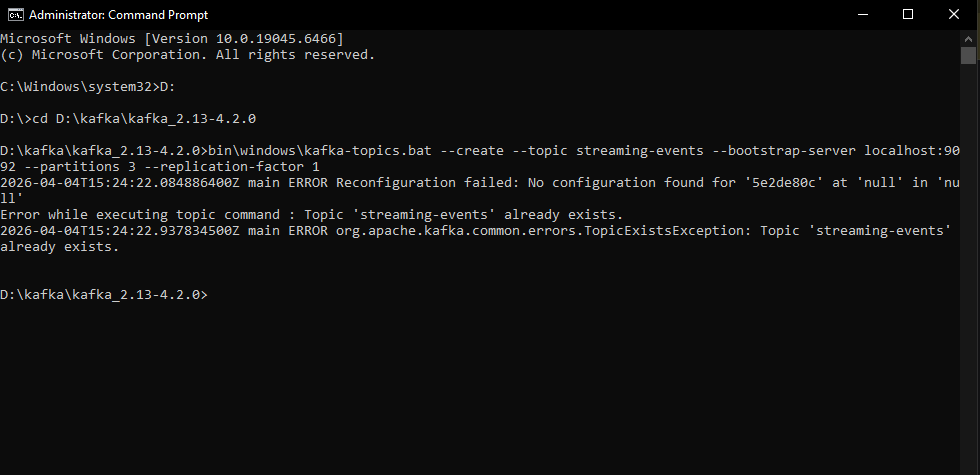 Administrator: Command Prompt
Microsoft Windows [Version 10.0.19045.6466]
(c) Microsoft Corporation. All rights reserved.
C:\Windows\system32>D:
D:\>cd D:\kafka\kafka_2.13-4.2.0
D:\kafka\kafka_2.13-4.2.0>bin\windows\kafka-topics.bat --create --topic streaming-events --bootstrap-server localhost:90
92 --partitions 3 --replication-factor 1
2026-04-04T15:24:22.084886400Z main ERROR Reconfiguration failed: No configuration found for '5e2de80c' at 'null' in 'nu
ll'
Error while executing topic command : Topic 'streaming-events' already exists.
2026-04-04T15:24:22.937834500Z main ERROR org.apache.kafka.common.errors.TopicExistsException: Topic 'streaming-events'
already exists.
D:\kafka\kafka_2.13-4.2.0>